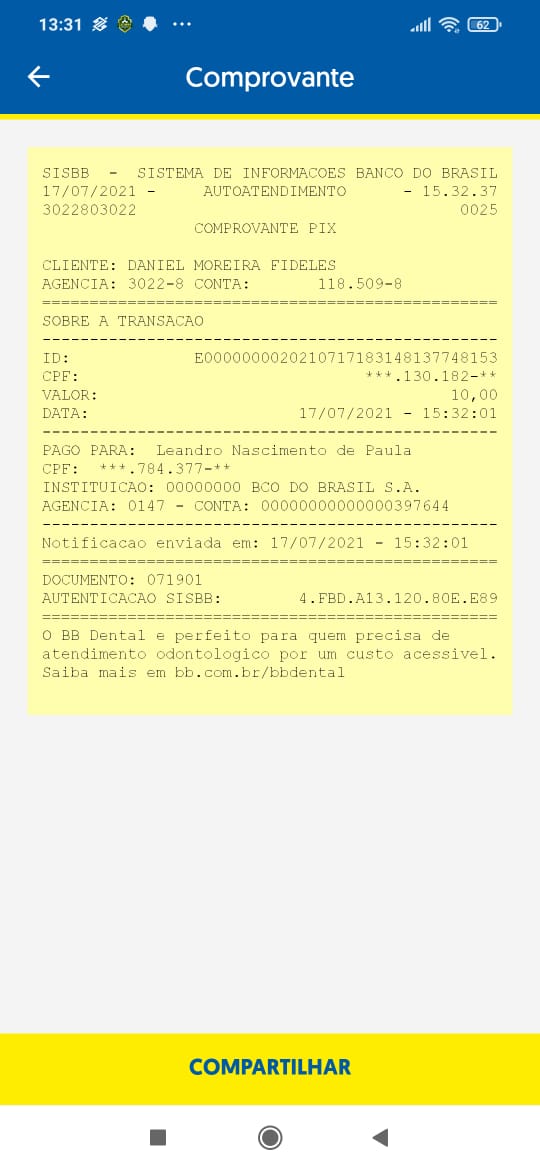 13:31 ... 62
Comprovante
SISBB - SISTEMA DE INFORMACOES BANCO DO BRASIL
17/07/2021 - AUTOATENDIMENTO - 15.32.37
3022803022 0025
COMPROVANTE PIX
CLIENTE: DANIEL MOREIRA FIDELES
AGENCIA: 3022-8 CONTA: 118.509-8
================================================
SOBRE A TRANSACAO
------------------------------------------------
ID: E0000000020210717183148137748153
CPF: ***.130.182-**
VALOR: 10,00
DATA: 17/07/2021 - 15:32:01
------------------------------------------------
PAGO PARA: Leandro Nascimento de Paula
CPF: ***.784.377-**
INSTITUICAO: 00000000 BCO DO BRASIL S.A.
AGENCIA: 0147 - CONTA: 00000000000000397644
------------------------------------------------
Notificacao enviada em: 17/07/2021 - 15:32:01
================================================
DOCUMENTO: 071901
AUTENTICACAO SISBB: 4.FBD.A13.120.80E.E89
================================================
O BB Dental e perfeito para quem precisa de
atendimento odontologico por um custo acessivel.
Saiba mais em bb.com.br/bbdental
COMPARTILHAR